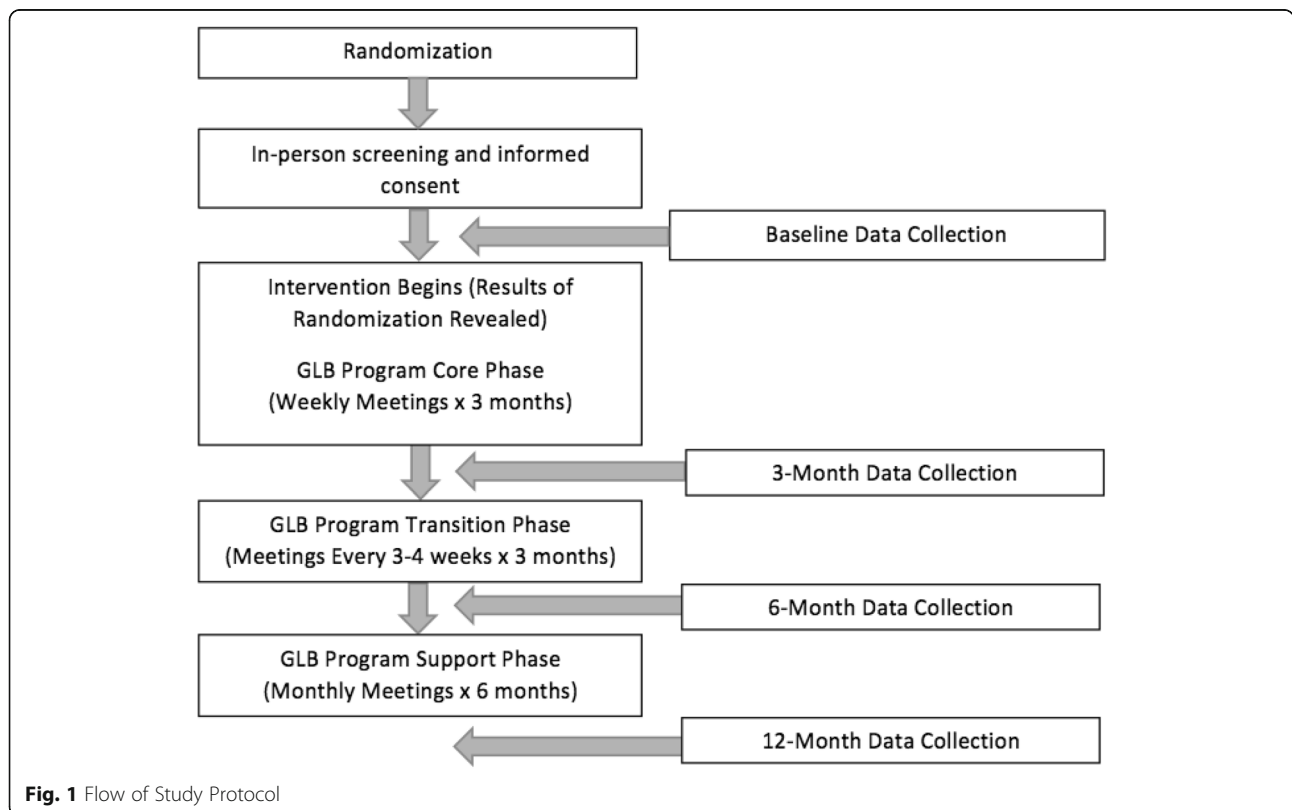 Randomization
In-person screening and informed
consent
Baseline Data Collection
Intervention Begins (Results of
Randomization Revealed)
GLB Program Core Phase
(Weekly Meetings x 3 months)
3-Month Data Collection
GLB Program Transition Phase
(Meetings Every 3-4 weeks x 3 months)
6-Month Data Collection
GLB Program Support Phase
(Monthly Meetings x 6 months)
12-Month Data Collection
Fig. 1 Flow of Study Protocol